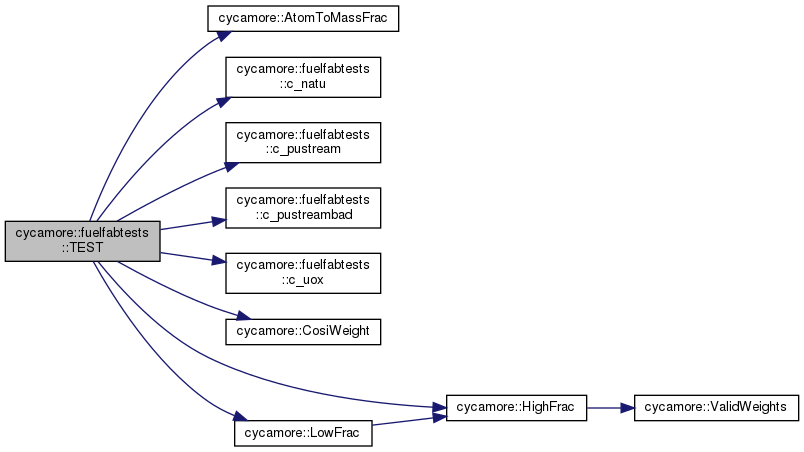 cycamore::AtomToMassFrac
cycamore::fuelfabtests
::c_natu
cycamore::fuelfabtests
::c_pustream
cycamore::fuelfabtests
::c_pustreambad
cycamore::fuelfabtests
::TEST
cycamore::fuelfabtests
::c_uox
cycamore::CosiWeight
cycamore::HighFrac
cycamore::ValidWeights
cycamore::LowFrac